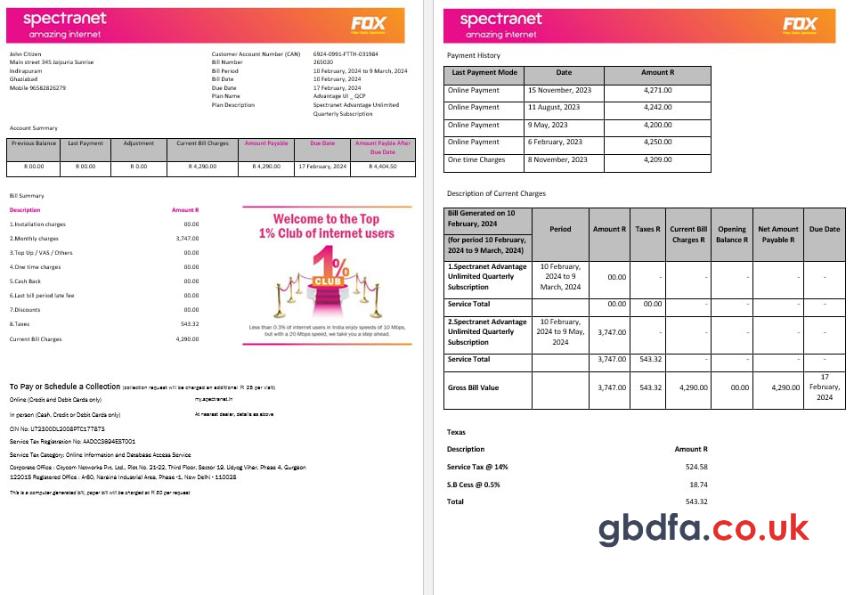 spectranet
amazing internet
FOX
John Citizen
Main street 345 Jaipuria Sunrise
Indirapuram
Ghaziabad
Mobile 96582826279
Customer Account Number (CAN) 6924-0991-FTTH-031984
Bill Number 265030
Bill Period 10 February, 2024 to 9 March, 2024
Bill Date 10 February, 2024
Due Date 17 February, 2024
Plan Name Advantage UI _ QCP
Plan Description Spectranet Advantage Unlimited
Quarterly Subscription
Account Summary
Previous Balance Last Payment Adjustment Current Bill Charges Amount Payable Due Date Amount Payble After
Due Date
R 00.00 R 00.00 R 0.00 R 4,290.00 R 4,290.00 17 February, 2024 R 4,404.50
Bill Summary
Description Amount R
1.Installation charges 00.00
2.Monthly charges 3,747.00
3.Top Up / VAS / Others 00.00
4.One time charges 00.00
5.Cash Back 00.00
6.Last bill period late fee 00.00
7.Discounts 00.00
8.Taxes 543.32
Current Bill Charges 4,290.00
Welcome to the Top
1% Club of internet users
1%
CLUB
Less than 0.3% of internet users in India enjoy speeds of 10 Mbps,
but with a 20 Mbps speed, we take you a step ahead.
To Pay or Schedule a Collection (collection request will be charged an additional R 25 per visit)
Online (Credit and Debit Cards only) my.spectranet.in
In person (Cash, Credit or Debit Cards only) At nearest dealer, details as above
CIN No: U72300DL2008PTC177873
Service Tax Registration No: AADCC3694EST001
Service Tax Category: Online Information and Database Access Service
Corporate Office : Citycom Networks Pvt. Ltd., Plot No. 21-22, Third Floor, Sector 19, Udyog Vihar, Phase 4, Gurgaon
122015 Registered Office : A-60, Naraina Industrial Area, Phase -1, New Delhi - 110028
This is a computer generated bill, paper bill will be charged at R 50 per request
spectranet
amazing internet
FOX
Payment History
Last Payment Mode Date Amount R
Online Payment 15 November, 2023 4,271.00
Online Payment 11 August, 2023 4,242.00
Online Payment 9 May, 2023 4,200.00
Online Payment 6 February, 2023 4,250.00
One time Charges 8 November, 2023 4,209.00
Description of Current Charges
Bill Generated on 10
February, 2024
(for period 10 February,
2024 to 9 March, 2024)
Period Amount R Taxes R Current Bill
Charges R Opening
Balance R Net Amount
Payable R Due Date
1.Spectranet Advantage
Unlimited Quarterly
Subscription
10 February,
2024 to 9
March, 2024
00.00 - - - - -
Service Total 00.00 00.00 - - - -
2.Spectranet Advantage
Unlimited Quarterly
Subscription
10 February,
2024 to 9 May,
2024
3,747.00 - - - - -
Service Total 3,747.00 543.32 - - - -
Gross Bill Value 3,747.00 543.32 4,290.00 00.00 4,290.00 17
February,
2024
Texas
Description Amount R
Service Tax @ 14% 524.58
S.B Cess @ 0.5% 18.74
Total 543.32
gbdfa.co.uk